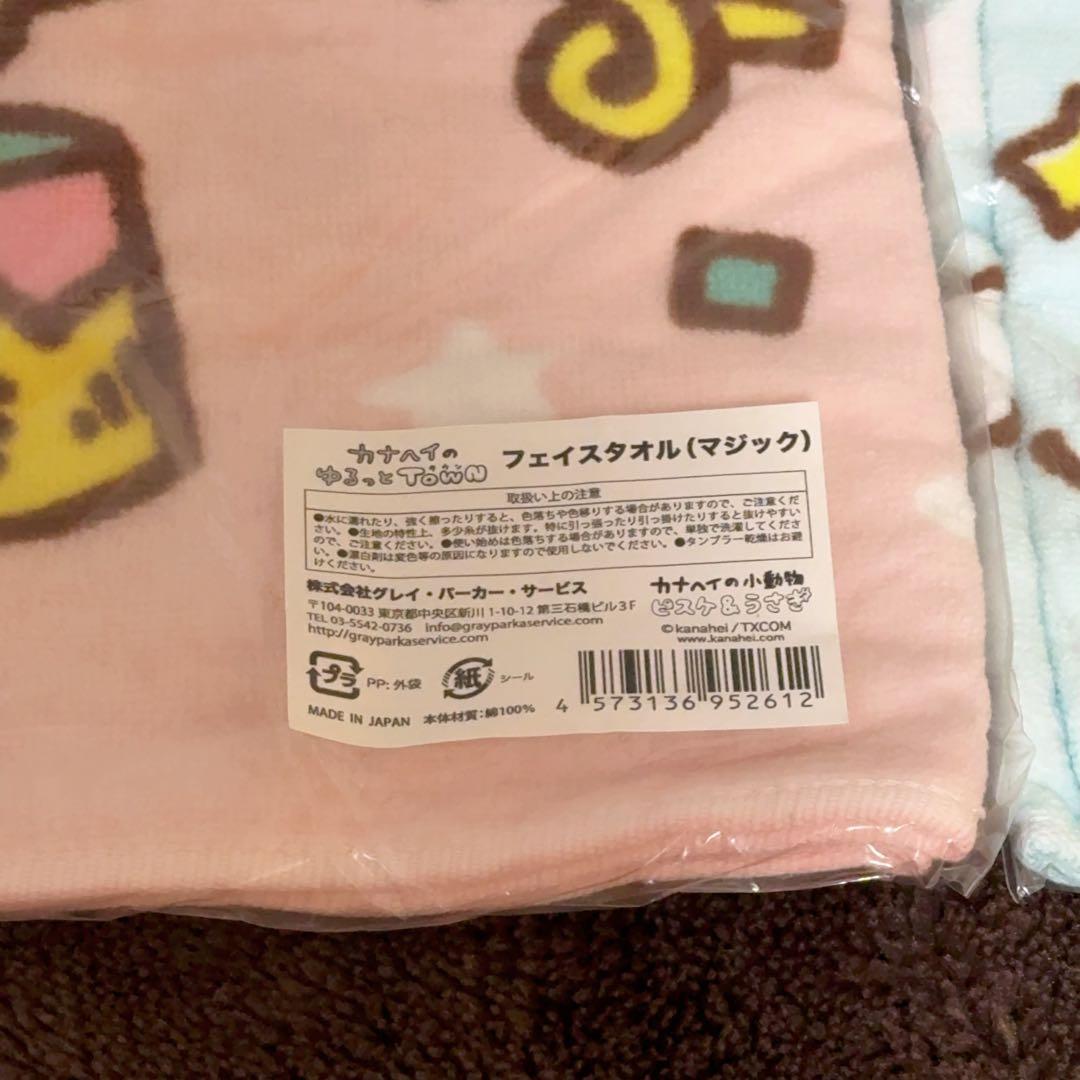 カナヘイの
ゆるっとTOWN
フェイスタオル(マジック)
取扱い上の注意
●水に濡れたり、強く擦ったりすると、色落ちや色移りする場合がありますので、ご注意くだ
さい。●生地の特性上、多少糸が抜けます。特に引っ張ったり引っ掛けたりすると抜けやすい
ので、ご注意ください。●使い始めは色落ちする場合がありますので、単独で洗濯してくださ
い。●漂白剤は変色等の原因になりますので使用しないでください。●タンブラー乾燥はお避
けください。
株式会社グレイ・パーカー・サービス
〒104-0033 東京都中央区新川 1-10-12 第三石橋ビル3F
TEL 03-5542-0736 info@grayparkaservice.com
http://grayparkaservice.com
カナヘイの小動物
ピスケ&うさぎ
©kanahei / TXCOM
www.kanahei.com
プラ PP:外袋 紙 シール
MADE IN JAPAN 本体材質:綿100%
4 573136 952612